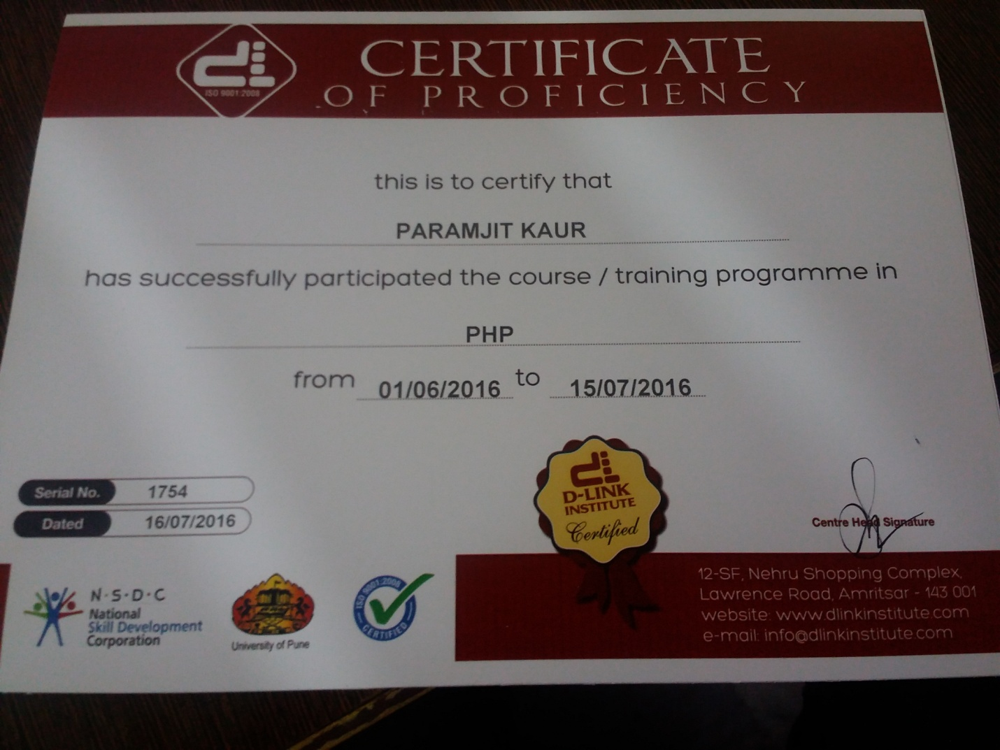 ISO 9001:2008
CERTIFICATE
OF PROFICIENCY
this is to certify that
PARAMJIT KAUR
has successfully participated the course / training programme in
PHP
from 01/06/2016 to 15/07/2016
Serial No. 1754
Dated 16/07/2016
D-LINK
INSTITUTE
Certified
Centre Head Signature
N·S·D·C
National
Skill Development
Corporation
University of Pune
ISO 9001:2008
CERTIFIED
12-SF, Nehru Shopping Complex,
Lawrence Road, Amritsar - 143 001
website: www.dlinkinstitute.com
e-mail: info@dlinkinstitute.com